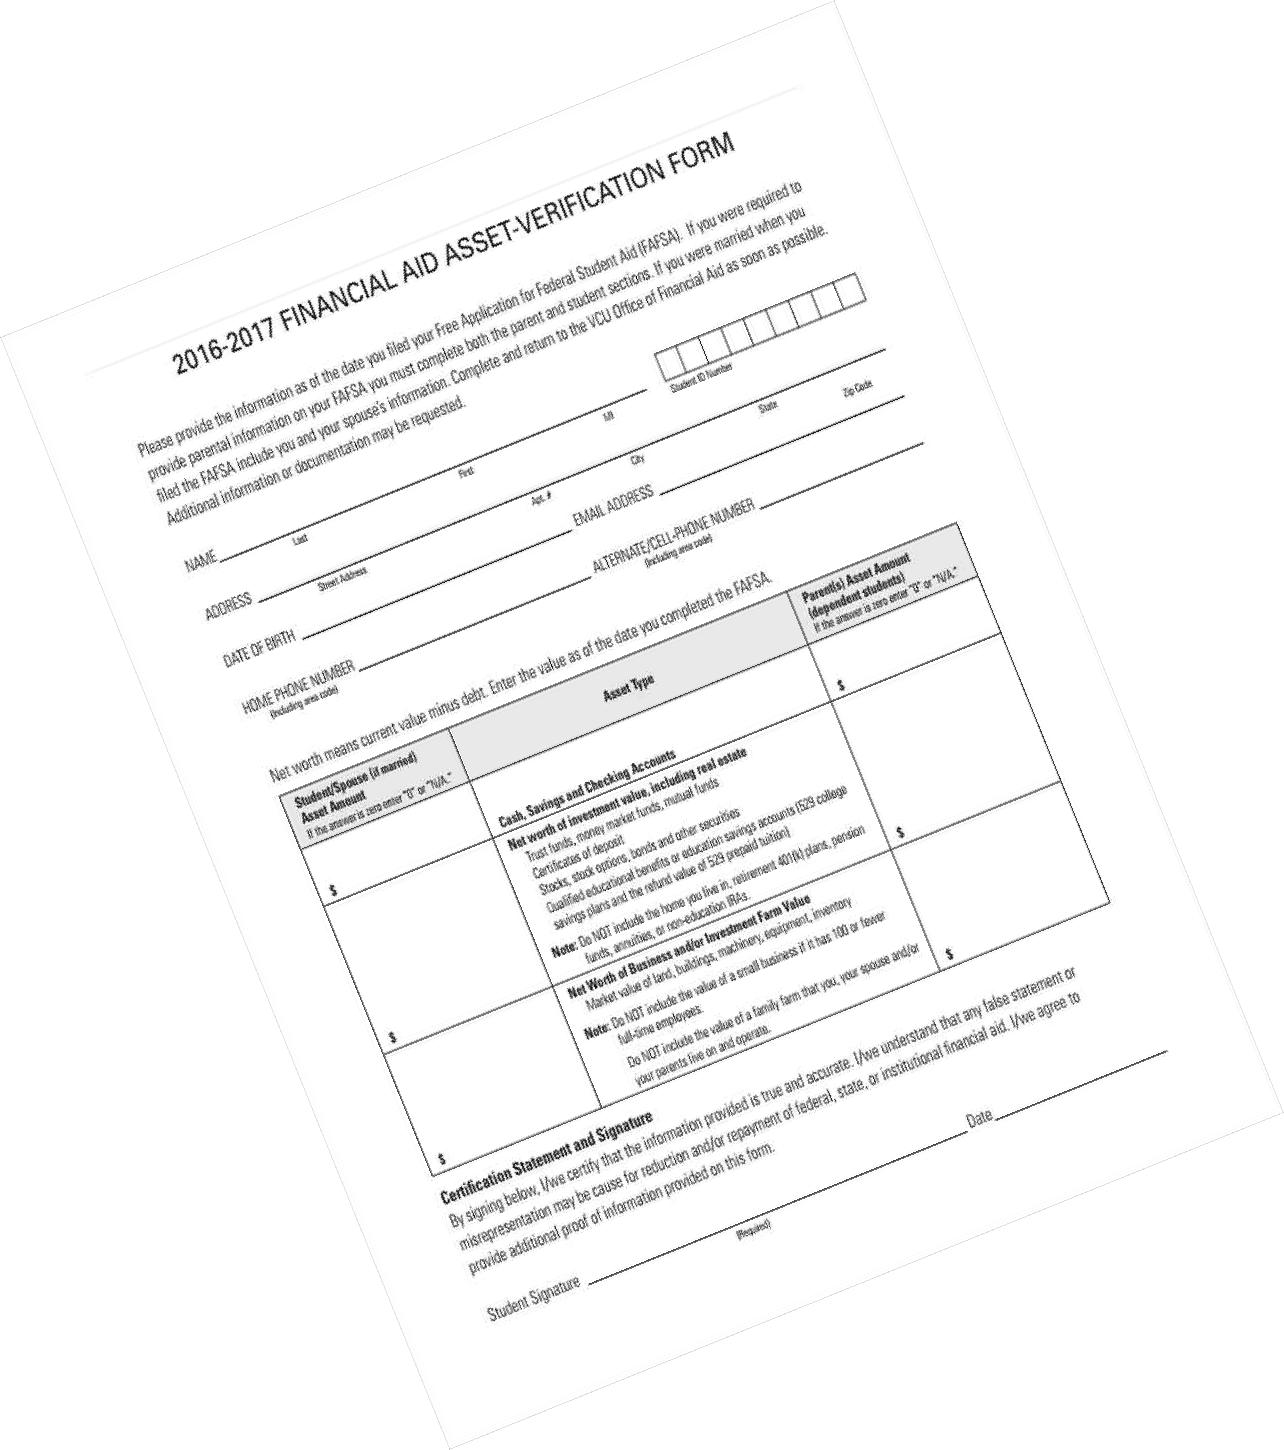 2016-2017 FINANCIAL AID ASSET-VERIFICATION FORM
Please provide the information as of the date you filed your Free Application for Federal Student Aid (FAFSA). If you were required to
provide parental information on your FAFSA you must complete both the parent and student sections. If you were married when you
filed the FAFSA include you and your spouse's information. Complete and return to the VCU Office of Financial Aid as soon as possible.
Additional information or documentation may be requested.
NAME
Last First MI Student ID Number
ADDRESS
Street Address Apt. # City State Zip Code
DATE OF BIRTH EMAIL ADDRESS
HOME PHONE NUMBER ALTERNATE/CELL-PHONE NUMBER
(Including area code) (Including area code)
Net worth means current value minus debt. Enter the value as of the date you completed the FAFSA.
Student/Spouse (if married)
Asset Amount
If the answer is zero enter "0" or "N/A."
Asset Type
Parent(s) Asset Amount
(dependent students)
If the answer is zero enter "0" or "N/A."
$
Cash, Savings and Checking Accounts
$
$
Net worth of investment value, including real estate
Trust funds, money market funds, mutual funds
Certificates of deposit
Stocks, stock options, bonds and other securities
Qualified educational benefits or education savings accounts (529 college
savings plans and the refund value of 529 prepaid tuition)
Note: Do NOT include the home you live in, retirement 401(k) plans, pension
funds, annuities, or non-education IRAs.
$
$
Net Worth of Business and/or Investment Farm Value
Market value of land, buildings, machinery, equipment, inventory
Note: Do NOT include the value of a small business if it has 100 or fewer
full-time employees.
Do NOT include the value of a family farm that you, your spouse and/or
your parents live on and operate.
$
Certification Statement and Signature
By signing below, I/we certify that the information provided is true and accurate. I/we understand that any false statement or
misrepresentation may be cause for reduction and/or repayment of federal, state, or institutional financial aid. I/we agree to
provide additional proof of information provided on this form.
Student Signature Date
(Required)